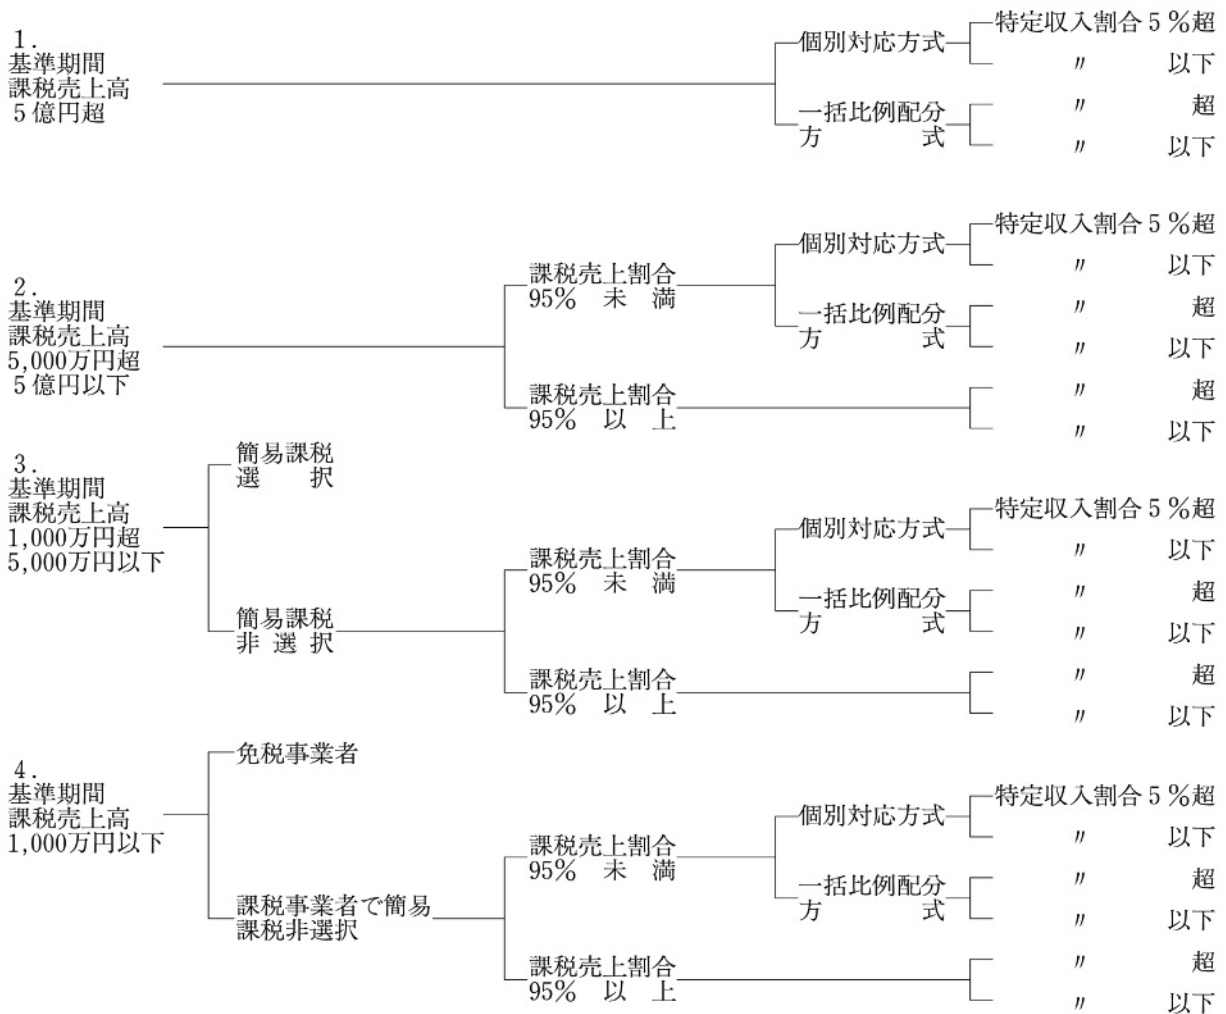 1.
基準期間
課税売上高
5億円超
個別対応方式
特定収入割合5%超
〃 以下
一括比例配分
方 式
〃 超
〃 以下
2.
基準期間
課税売上高
5,000万円超
5億円以下
課税売上割合
95% 未 満
個別対応方式
特定収入割合5%超
〃 以下
一括比例配分
方 式
〃 超
〃 以下
課税売上割合
95% 以 上
〃 超
〃 以下
3.
基準期間
課税売上高
1,000万円超
5,000万円以下
簡易課税
選 択
簡易課税
非 選 択
課税売上割合
95% 未 満
個別対応方式
特定収入割合5%超
〃 以下
一括比例配分
方 式
〃 超
〃 以下
課税売上割合
95% 以 上
〃 超
〃 以下
4.
基準期間
課税売上高
1,000万円以下
免税事業者
課税事業者で簡易
課税非選択
課税売上割合
95% 未 満
個別対応方式
特定収入割合5%超
〃 以下
一括比例配分
方 式
〃 超
〃 以下
課税売上割合
95% 以 上
〃 超
〃 以下